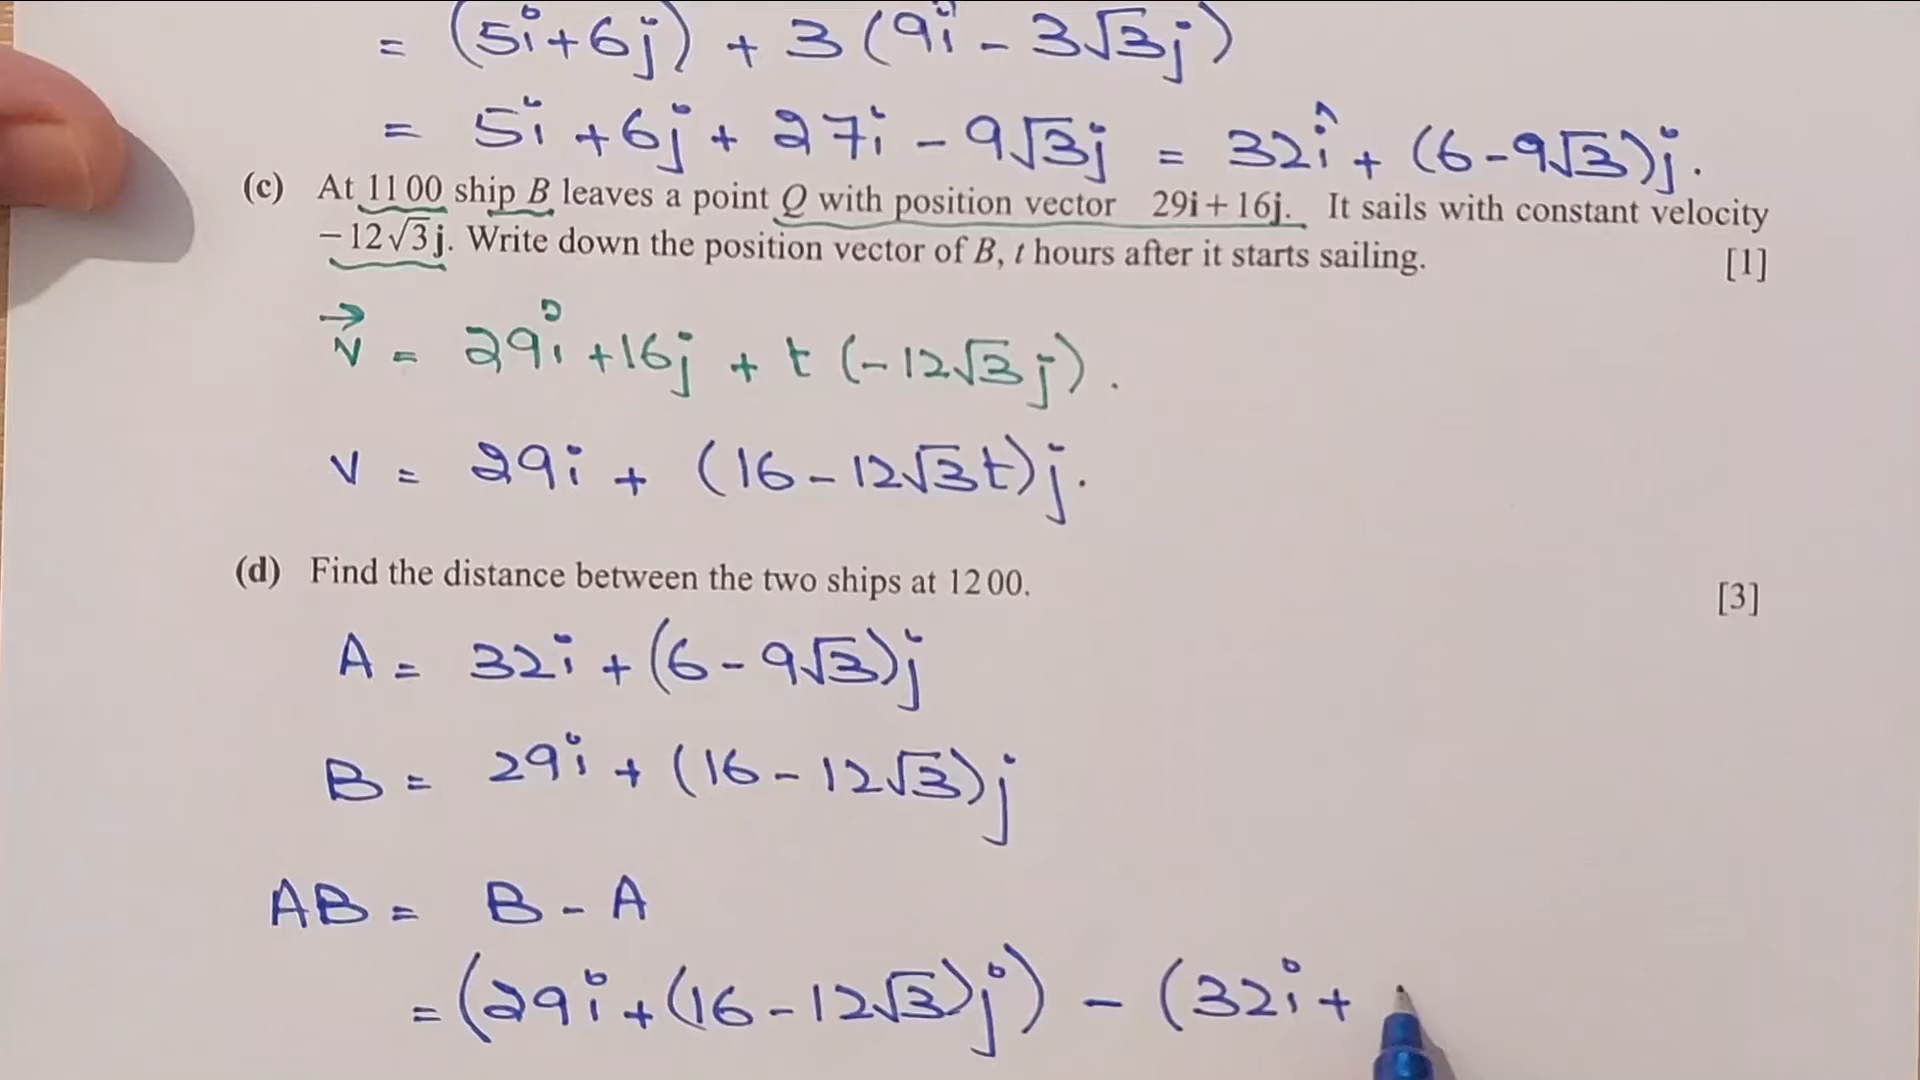 = (5i+6j) + 3 (9i - 3√3j)
= 5i + 6j + 27i - 9√3j = 32î + (6-9√3)j.
(c) At 11 00 ship B leaves a point Q with position vector 29i+16j. It sails with constant velocity
−12√3j. Write down the position vector of B, t hours after it starts sailing. [1]
→V = 29i +16j + t (-12√3j).
V = 29i + (16-12√3t)j.
(d) Find the distance between the two ships at 12 00. [3]
A = 32i + (6-9√3)j
B = 29i + (16-12√3)j
AB = B - A
= (29i + (16-12√3)j) - (32i +